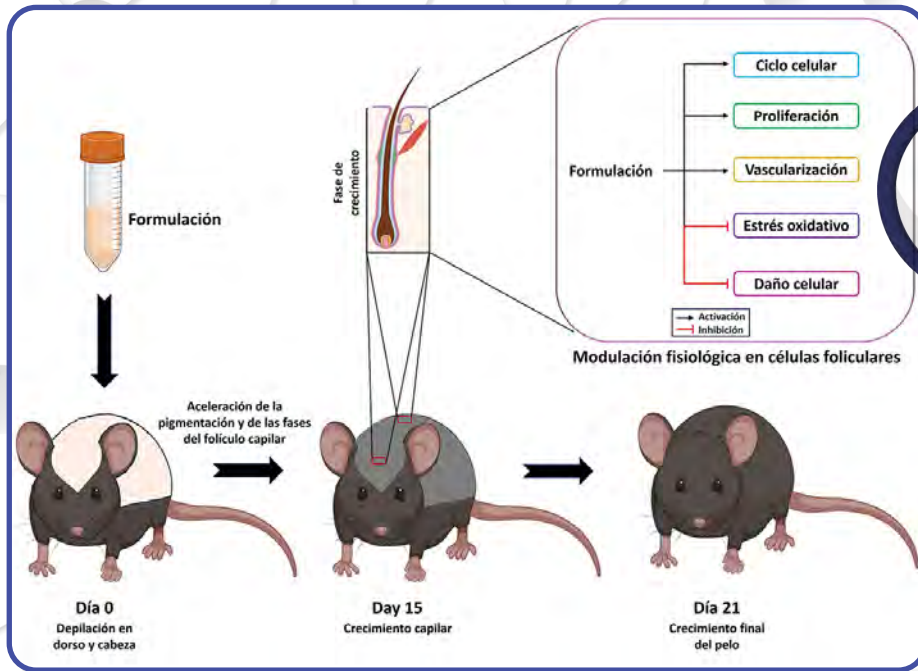 Formulación
Fase de
crecimiento
Formulación
Ciclo celular
Proliferación
Vascularización
Estrés oxidativo
Daño celular
Activación
Inhibición
Modulación fisiológica en células foliculares
Aceleración de la
pigmentación y de las fases
del folículo capilar
Día 0
Depilación en
dorso y cabeza
Day 15
Crecimiento capilar
Día 21
Crecimiento final
del pelo